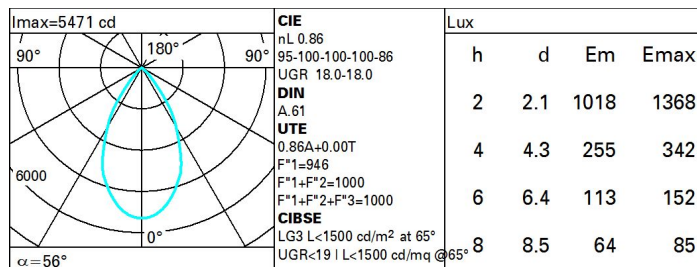 Imax=5471 cd
90°
180°
90°
6000
0°
α=56°
CIE
nL 0.86
95-100-100-100-86
UGR 18.0-18.0
DIN
A.61
UTE
0.86A+0.00T
F"1=946
F"1+F"2=1000
F"1+F"2+F"3=1000
CIBSE
LG3 L<1500 cd/m² at 65°
UGR<19 | L<1500 cd/mq @65°
Lux
h d Em Emax
2 2.1 1018 1368
4 4.3 255 342
6 6.4 113 152
8 8.5 64 85